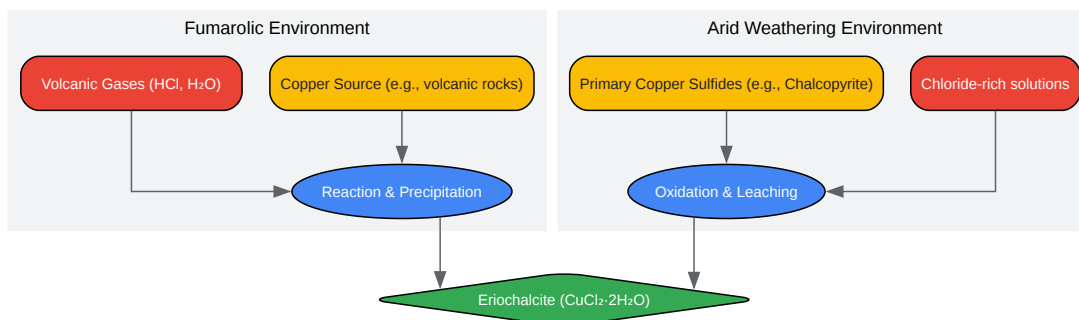 Fumarolic Environment
Arid Weathering Environment
Volcanic Gases (HCl, H₂O)
Copper Source (e.g., volcanic rocks)
Primary Copper Sulfides (e.g., Chalcopyrite)
Chloride-rich solutions
Reaction & Precipitation
Oxidation & Leaching
Eriochalcite (CuCl₂·2H₂O)